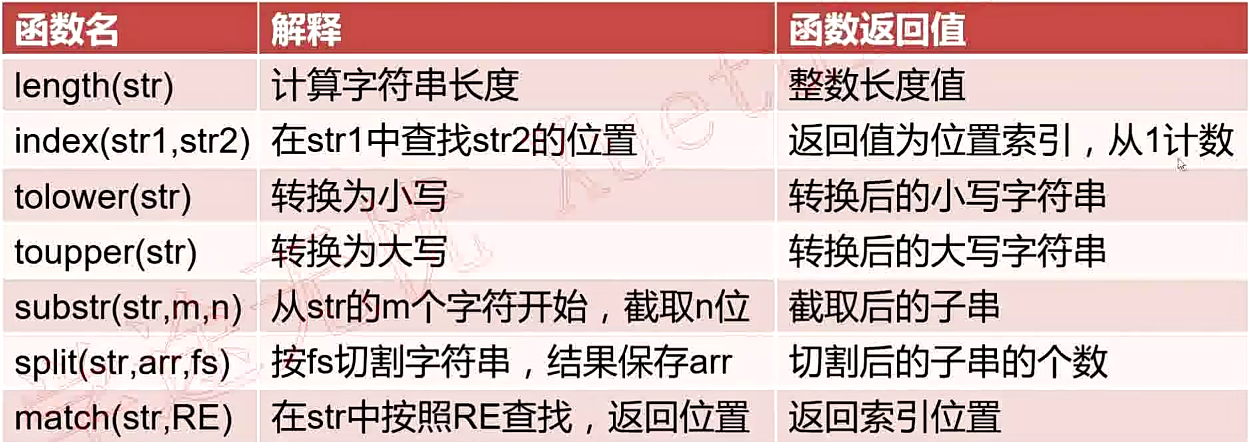 函数名 解释 函数返回值
length(str) 计算字符串长度 整数长度值
index(str1,str2) 在str1中查找str2的位置 返回值为位置索引，从1计数
tolower(str) 转换为小写 转换后的小写字符串
toupper(str) 转换为大写 转换后的大写字符串
substr(str,m,n) 从str的m个字符开始，截取n位 截取后的子串
split(str,arr,fs) 按fs切割字符串，结果保存arr 切割后的子串的个数
match(str,RE) 在str中按照RE查找，返回位置 返回索引位置